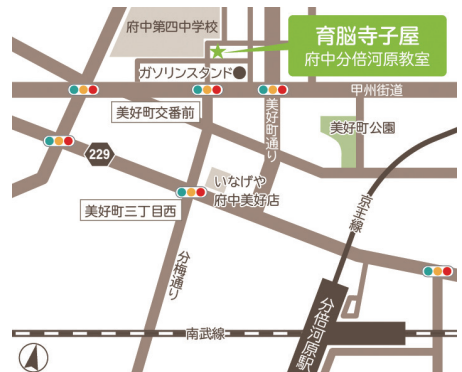 府中第四中学校
育脳寺子屋
府中分倍河原教室
ガソリンスタンド
甲州街道
美好町交番前
美好町通り
美好町公園
229
いなげや
府中美好店
京王線
美好町三丁目西
分梅通り
分倍河原駅
南武線